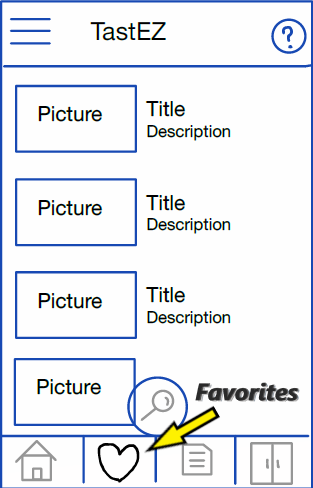 TastEZ
?
Picture
Title
Description
Picture
Title
Description
Picture
Title
Description
Picture
Favorites